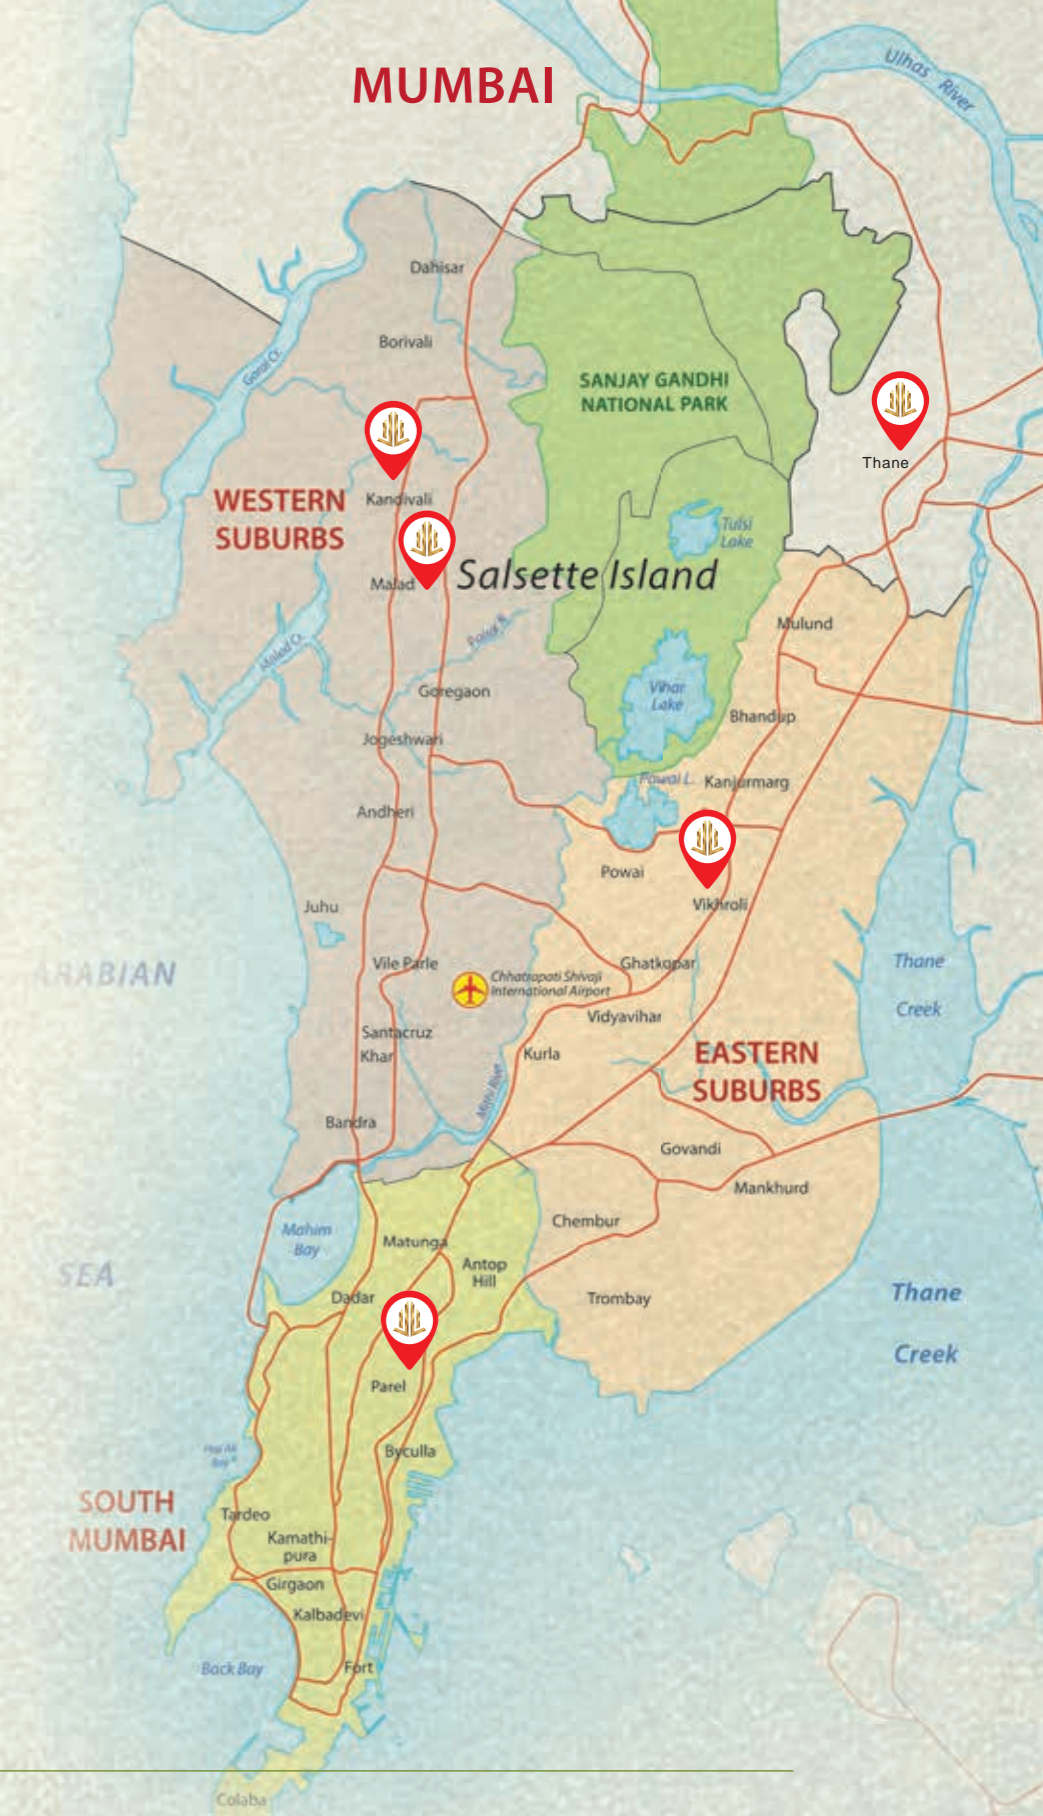 MUMBAI
Ulhas River
Dahisar
Borivali
Gorai Cr.
SANJAY GANDHI
NATIONAL PARK
Thane
WESTERN
SUBURBS
Kandivali
Tulsi
Lake
Malad
Salsette Island
Mulund
Malad Cr.
Goregaon
Vihar
Lake
Bhandup
Jogeshwari
Powai L.
Kanjurmarg
Andheri
Powai
Vikhroli
Juhu
Vile Parle
Ghatkopar
Thane
Creek
ARABIAN
Chhatrapati Shivaji
International Airport
Vidyavihar
Santacruz
Khar
Kurla
EASTERN
SUBURBS
Bandra
Govandi
Mankhurd
Mahim
Bay
Matunga
Chembur
Antop
Hill
SEA
Dadar
Trombay
Thane
Creek
Parel
Byculla
SOUTH
MUMBAI
Tardeo
Kamathi-
pura
Girgaon
Kalbadevi
Back Bay
Fort
Colaba